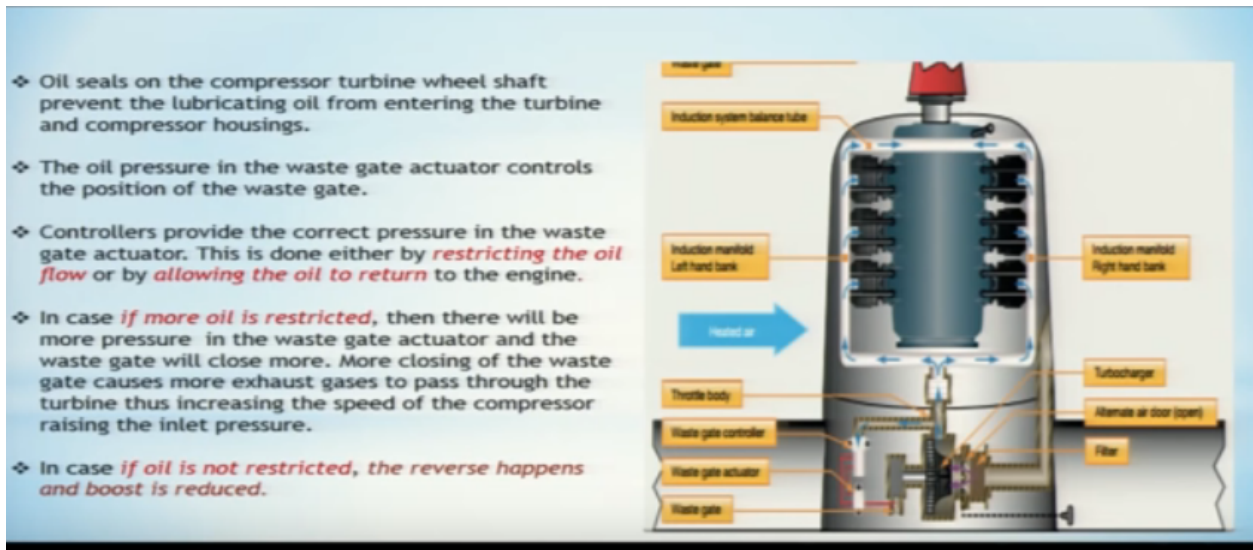 ❖ Oil seals on the compressor turbine wheel shaft
prevent the lubricating oil from entering the turbine
and compressor housings.
❖ The oil pressure in the waste gate actuator controls
the position of the waste gate.
❖ Controllers provide the correct pressure in the waste
gate actuator. This is done either by restricting the oil
flow or by allowing the oil to return to the engine.
❖ In case if more oil is restricted, then there will be
more pressure in the waste gate actuator and the
waste gate will close more. More closing of the waste
gate causes more exhaust gases to pass through the
turbine thus increasing the speed of the compressor
raising the inlet pressure.
❖ In case if oil is not restricted, the reverse happens
and boost is reduced.
Waste gate
Induction system balance tube
Induction manifold
Left hand bank
Induction manifold
Right hand bank
Heated air
Turbocharger
Throttle body
Alternate air door (open)
Waste gate controller
Filter
Waste gate actuator
Waste gate